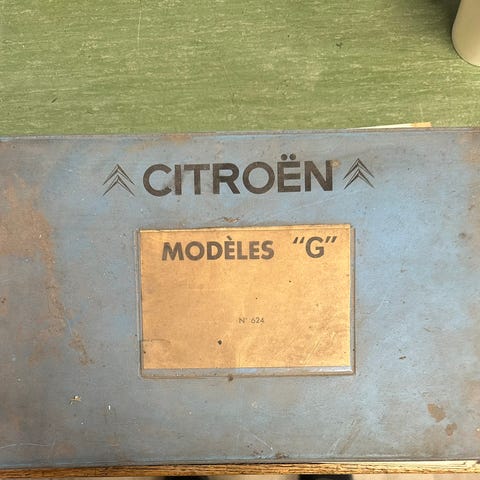 CITROËN
MODÈLES "G"
N° 624